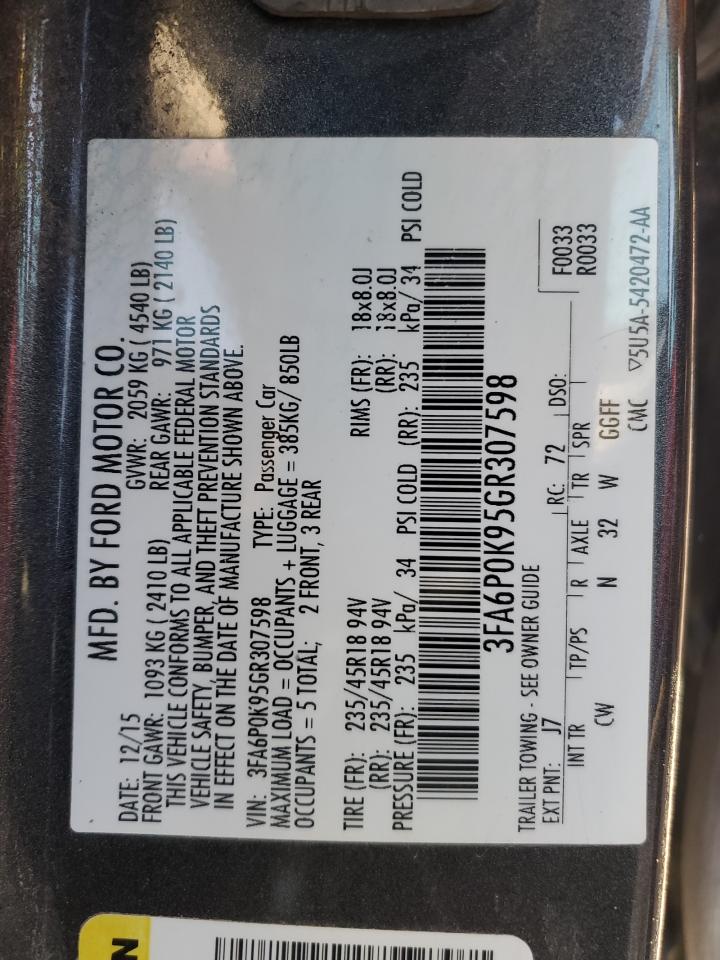 MFD. BY FORD MOTOR CO.
DATE: 12/15 GVWR: 2059 KG ( 4540 LB)
FRONT GAWR: 1093 KG ( 2410 LB) REAR GAWR: 971 KG ( 2140 LB)
THIS VEHICLE CONFORMS TO ALL APPLICABLE FEDERAL MOTOR
VEHICLE SAFETY, BUMPER, AND THEFT PREVENTION STANDARDS
IN EFFECT ON THE DATE OF MANUFACTURE SHOWN ABOVE.
VIN: 3FA6P0K95GR307598 TYPE: Passenger Car
MAXIMUM LOAD = OCCUPANTS + LUGGAGE = 385KG/ 850LB
OCCUPANTS = 5 TOTAL; 2 FRONT, 3 REAR
TIRE (FR): 235/45R18 94V RIMS (FR): 18x8.0J
(RR): 235/45R18 94V (RR): 18x8.0J
PRESSURE (FR): 235 kPa/ 34 PSI COLD (RR): 235 kPa/ 34 PSI COLD
3FA6P0K95GR307598
TRAILER TOWING - SEE OWNER GUIDE F0033
EXT PNT: J7 RC: 72 DSO: R0033
INT TR TP/PS R AXLE TR SPR
CW N 32 W GGFF
CMC ▽5U5A-5420472-AA
N